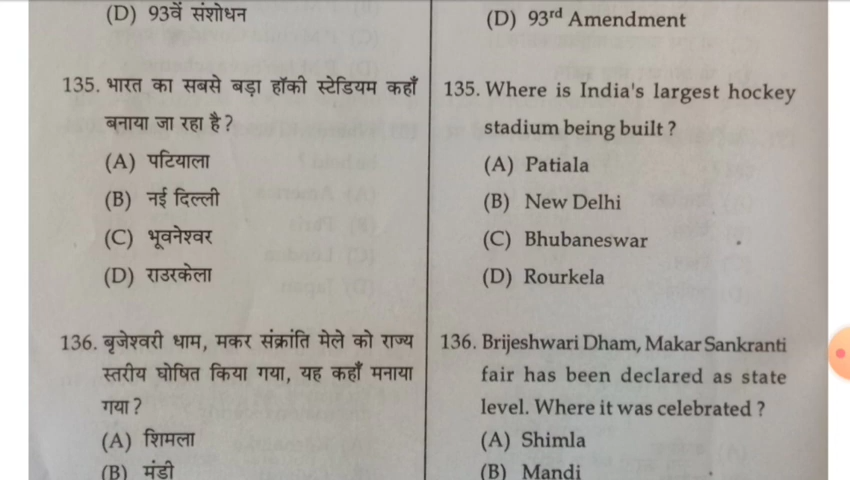 (D) 93वें संशोधन
135. भारत का सबसे बड़ा हॉकी स्टेडियम कहाँ
बनाया जा रहा है ?
(A) पटियाला
(B) नई दिल्ली
(C) भूवनेश्वर
(D) राउरकेला
136. बृजेश्वरी धाम, मकर संक्रांति मेले को राज्य
स्तरीय घोषित किया गया, यह कहाँ मनाया
गया ?
(A) शिमला
(B) मंडी
(D) 93rd Amendment
135. Where is India's largest hockey
stadium being built ?
(A) Patiala
(B) New Delhi
(C) Bhubaneswar
(D) Rourkela
136. Brijeshwari Dham, Makar Sankranti
fair has been declared as state
level. Where it was celebrated ?
(A) Shimla
(B) Mandi